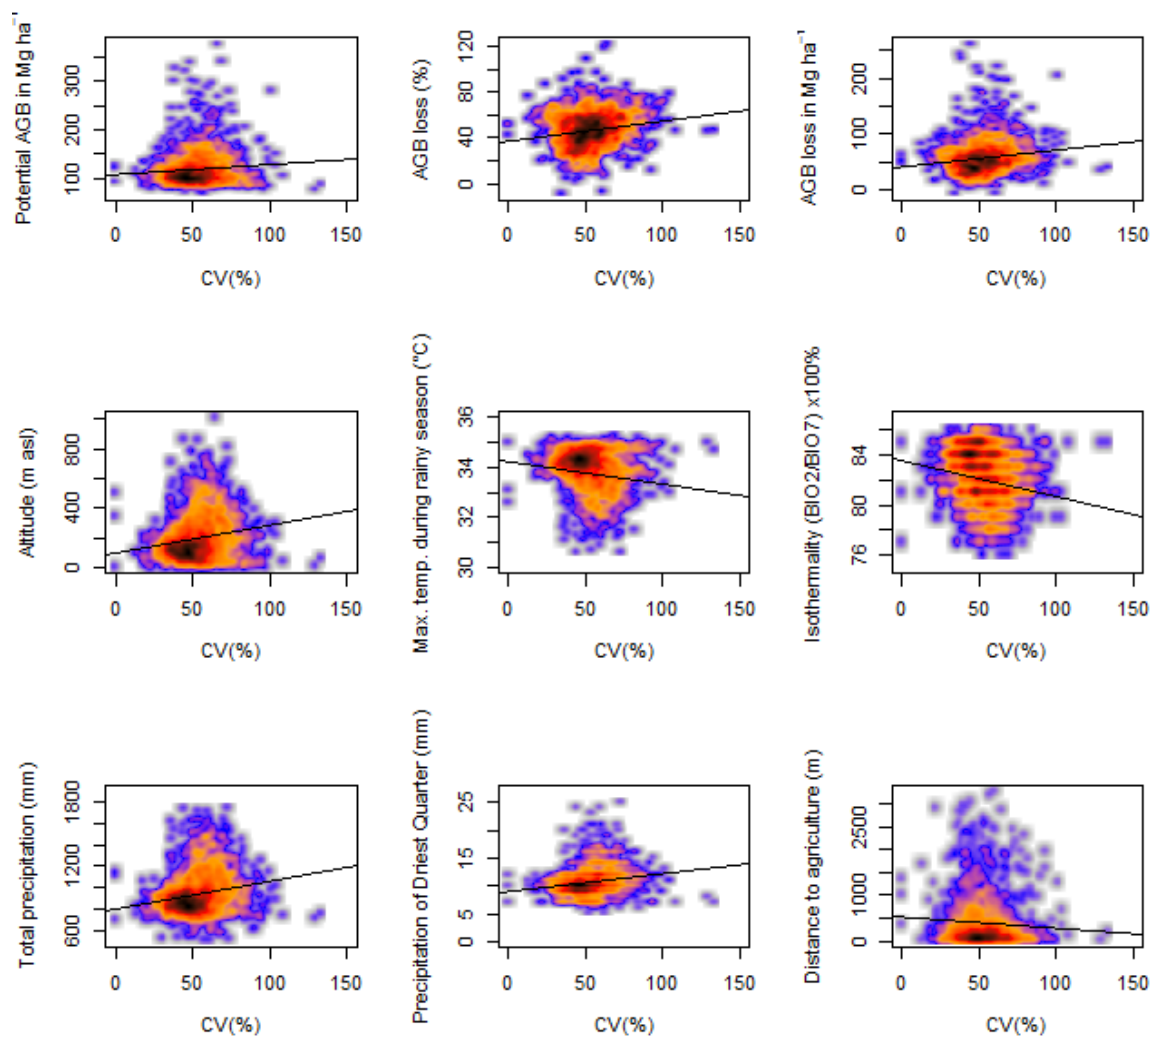 Potential AGB in Mg ha⁻¹
100 200 300
0 50 100 150
CV(%)
AGB loss (%)
0 40 80 120
0 50 100 150
CV(%)
AGB loss in Mg ha⁻¹
0 100 200
0 50 100 150
CV(%)
Altitude (m asl)
0 400 800
0 50 100 150
CV(%)
Max. temp. during rainy season (°C)
30 32 34 36
0 50 100 150
CV(%)
Isothermality (BIO2/BIO7) x100%
76 80 84
0 50 100 150
CV(%)
Total precipitation (mm)
600 1200 1800
0 50 100 150
CV(%)
Precipitation of Driest Quarter (mm)
0 5 15 25
0 50 100 150
CV(%)
Distance to agriculture (m)
0 1000 2500
0 50 100 150
CV(%)